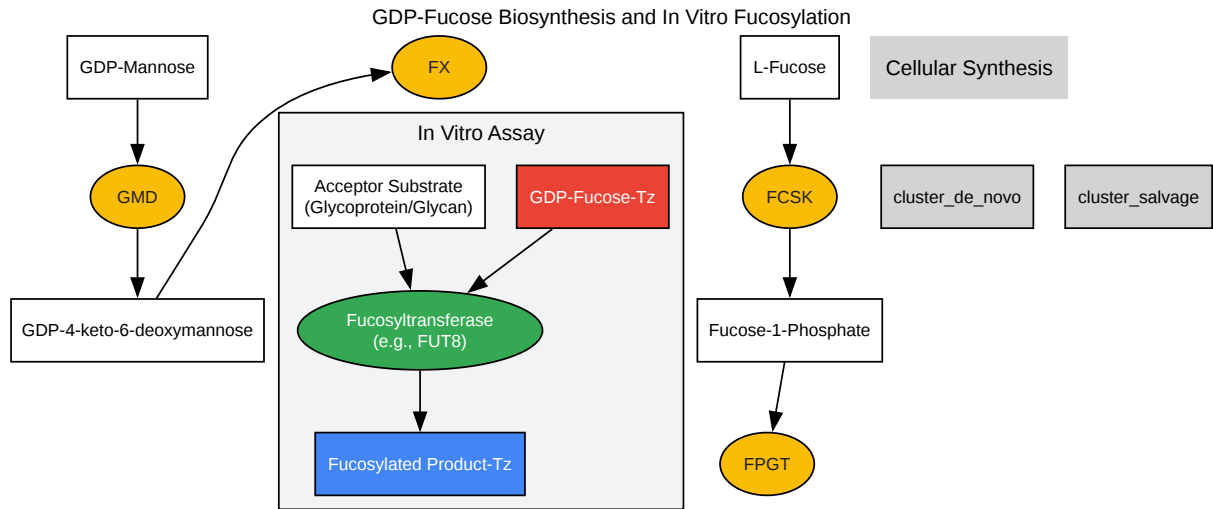 GDP-Fucose Biosynthesis and In Vitro Fucosylation
GDP-Mannose
FX
L-Fucose
Cellular Synthesis
In Vitro Assay
GMD
Acceptor Substrate
(Glycoprotein/Glycan)
GDP-Fucose-Tz
FCSK
cluster_de_novo
cluster_salvage
GDP-4-keto-6-deoxymannose
Fucosyltransferase
(e.g., FUT8)
Fucose-1-Phosphate
Fucosylated Product-Tz
FPGT